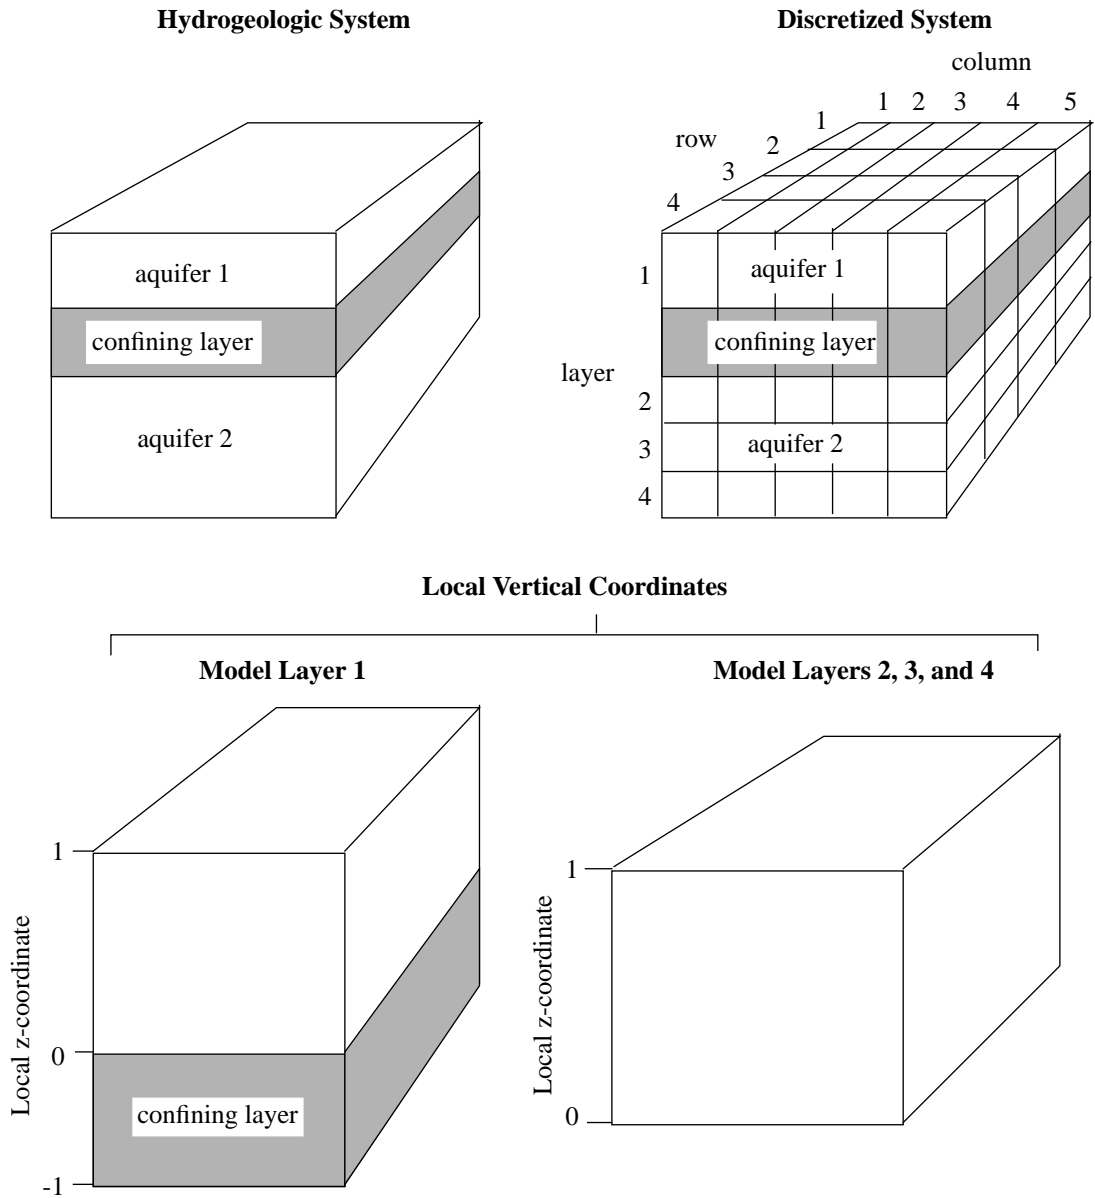 Hydrogeologic System
Discretized System
column
1 2 3 4 5
row
1
2
3
4
aquifer 1
confining layer
aquifer 2
layer
1
2
3
4
aquifer 1
confining layer
aquifer 2
Local Vertical Coordinates
Model Layer 1
Model Layers 2, 3, and 4
Local z-coordinate
1
0
-1
confining layer
Local z-coordinate
1
0